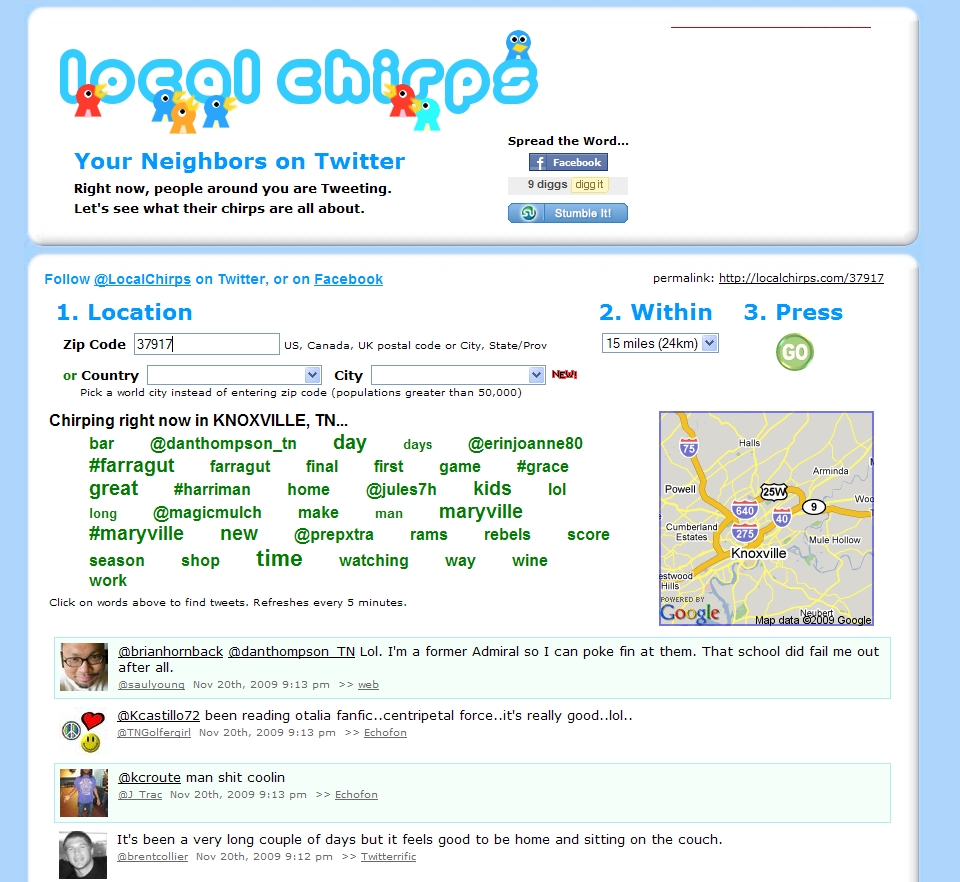 local chirps
Your Neighbors on Twitter
Right now, people around you are Tweeting.
Let's see what their chirps are all about.
Spread the Word...
f Facebook
9 diggs digg it
SU Stumble It!
Follow @LocalChirps on Twitter, or on Facebook
permalink: http://localchirps.com/37917
1. Location
2. Within
3. Press
Zip Code 37917 US, Canada, UK postal code or City, State/Prov
15 miles (24km)
GO
or Country City NEW!
Pick a world city instead of entering zip code (populations greater than 50,000)
Chirping right now in KNOXVILLE, TN...
bar @danthompson_tn day days @erinjoanne80
#farragut farragut final first game #grace
great #harriman home @jules7h kids lol
long @magicmulch make man maryville
#maryville new @prepxtra rams rebels score
season shop time watching way wine
work
Click on words above to find tweets. Refreshes every 5 minutes.
75
Halls
Arminda
Powell
25W
9
Woo
640
40
Cumberland
Estates
275
Mule Hollow
Knoxville
estwood
Hills
POWERED BY
Google
Neubert
Map data ©2009 Google
@brianhornback @danthompson_TN Lol. I'm a former Admiral so I can poke fin at them. That school did fail me out
after all.
@saulyoung Nov 20th, 2009 9:13 pm >> web
@Kcastillo72 been reading otalia fanfic..centripetal force..it's really good..lol..
@TNGolfergirl Nov 20th, 2009 9:13 pm >> Echofon
@kcroute man shit coolin
@J_Trac Nov 20th, 2009 9:13 pm >> Echofon
It's been a very long couple of days but it feels good to be home and sitting on the couch.
@brentcollier Nov 20th, 2009 9:12 pm >> Twitterrific